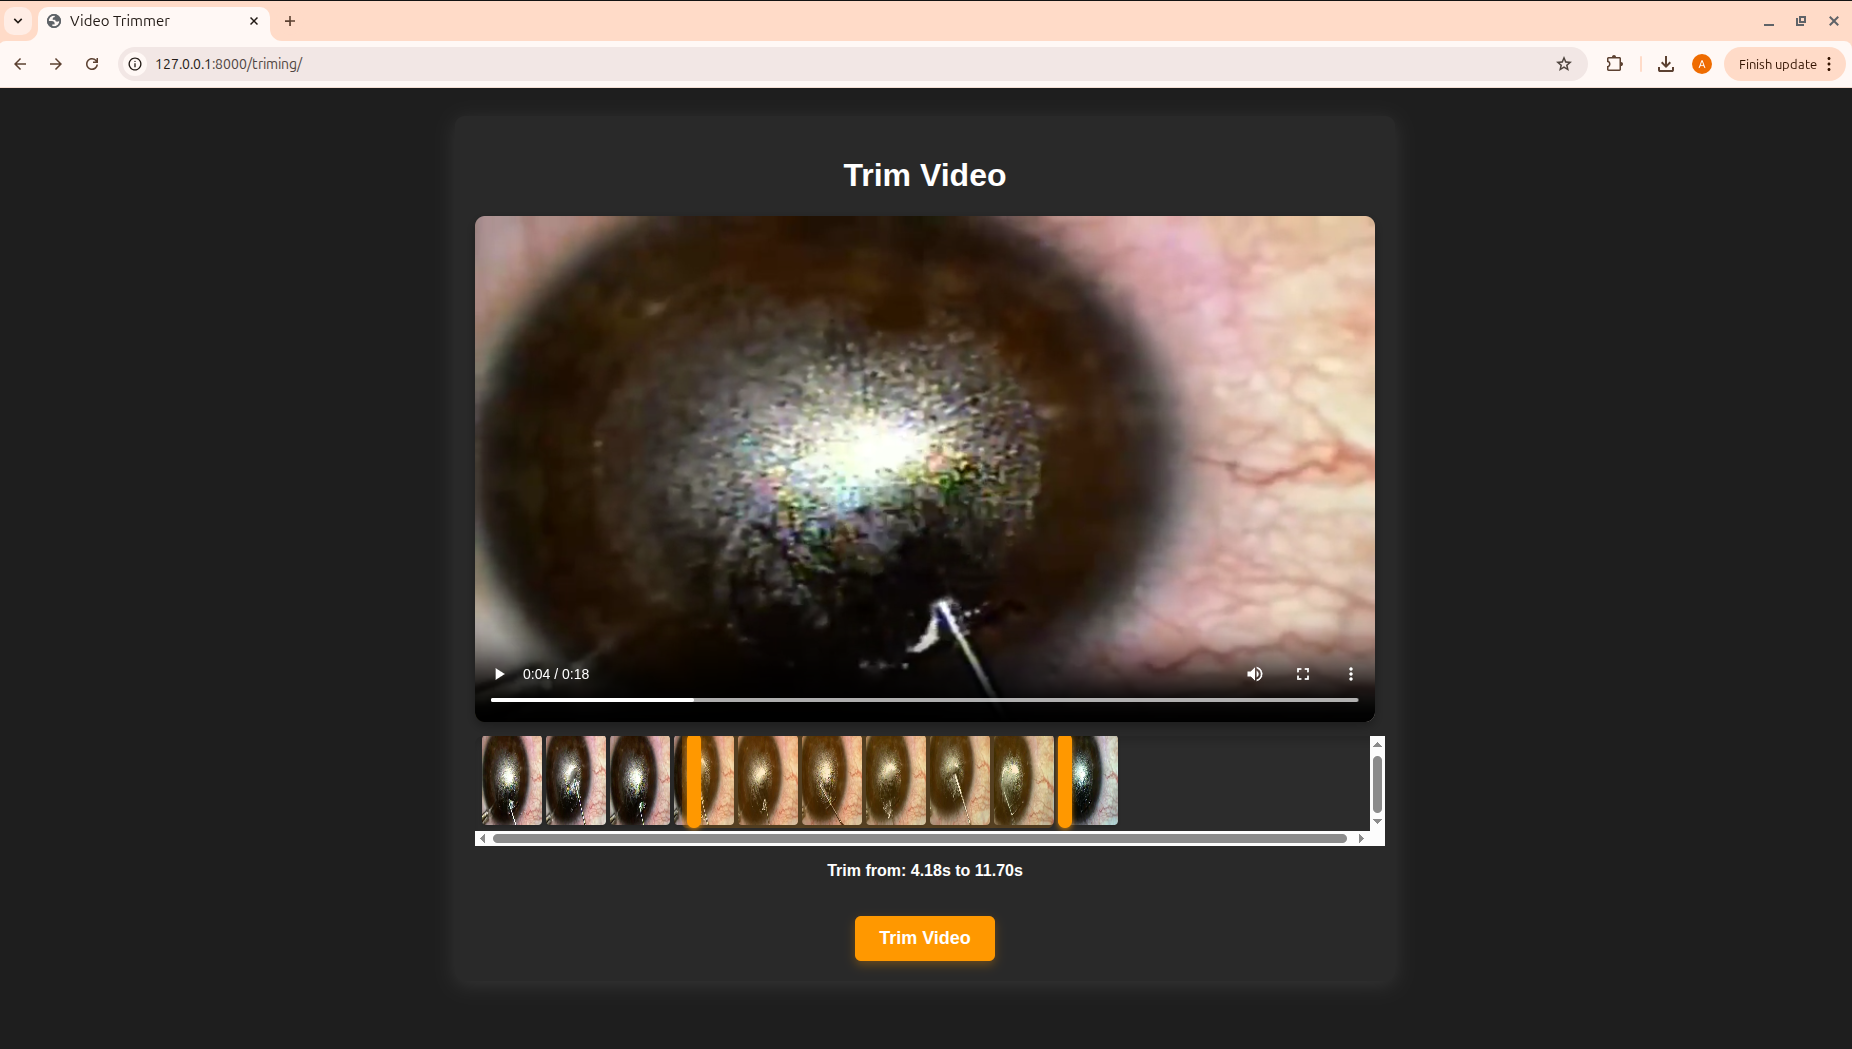 Video Trimmer
127.0.0.1:8000/triming/
A
Finish update
Trim Video
0:04 / 0:18
Trim from: 4.18s to 11.70s
Trim Video